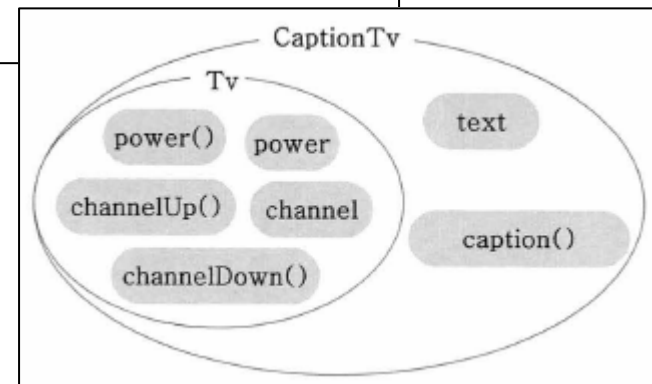 CaptionTv
Tv
power() power
text
channelUp() channel
caption()
channelDown()